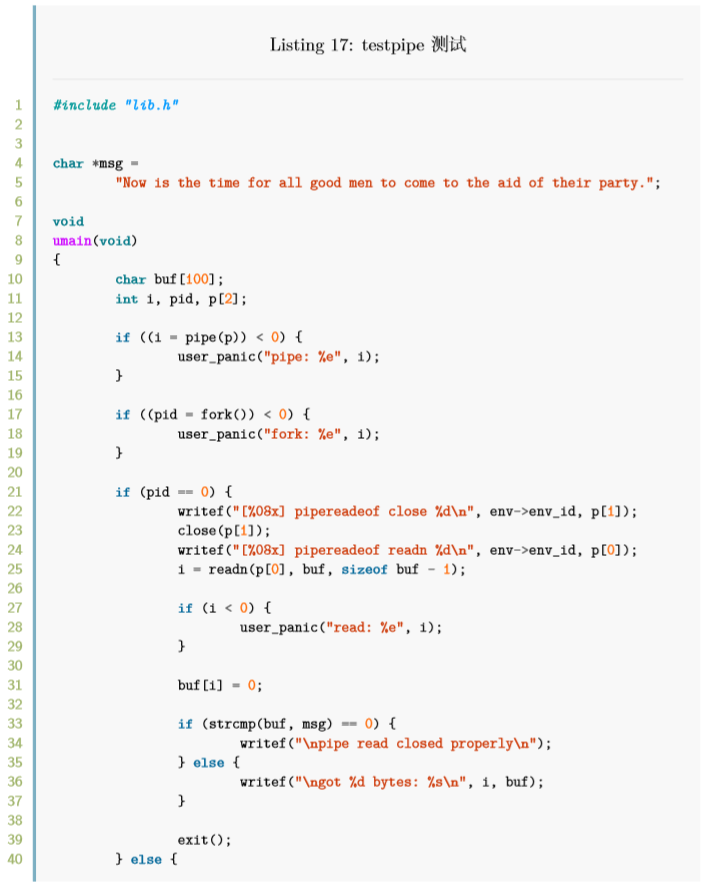 Listing 17: testpipe 测试
1 #include "lib.h"
2
3
4 char *msg =
5 "Now is the time for all good men to come to the aid of their party.";
6
7 void
8 umain(void)
9 {
10 char buf[100];
11 int i, pid, p[2];
12
13 if ((i = pipe(p)) < 0) {
14 user_panic("pipe: %e", i);
15 }
16
17 if ((pid = fork()) < 0) {
18 user_panic("fork: %e", i);
19 }
20
21 if (pid == 0) {
22 writef("[%08x] pipereadeof close %d\n", env->env_id, p[1]);
23 close(p[1]);
24 writef("[%08x] pipereadeof readn %d\n", env->env_id, p[0]);
25 i = readn(p[0], buf, sizeof buf - 1);
26
27 if (i < 0) {
28 user_panic("read: %e", i);
29 }
30
31 buf[i] = 0;
32
33 if (strcmp(buf, msg) == 0) {
34 writef("\npipe read closed properly\n");
35 } else {
36 writef("\ngot %d bytes: %s\n", i, buf);
37 }
38
39 exit();
40 } else {